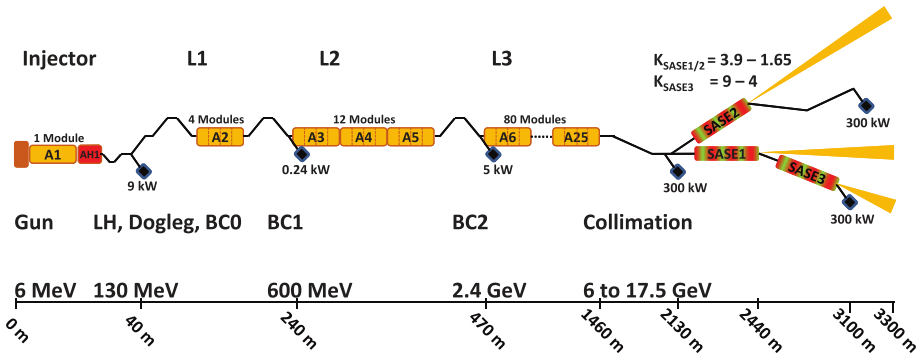 Injector L1 L2 L3
K_SASE1/2 = 3.9 – 1.65
K_SASE3 = 9 – 4
1 Module 4 Modules 12 Modules 80 Modules
A1 AH1 A2 A3 A4 A5 A6 A25
SASE2
SASE1
SASE3
9 kW 0.24 kW 5 kW 300 kW 300 kW 300 kW
Gun LH, Dogleg, BC0 BC1 BC2 Collimation
6 MeV 130 MeV 600 MeV 2.4 GeV 6 to 17.5 GeV
0 m 40 m 240 m 470 m 1460 m 2130 m 2440 m 3100 m 3300 m